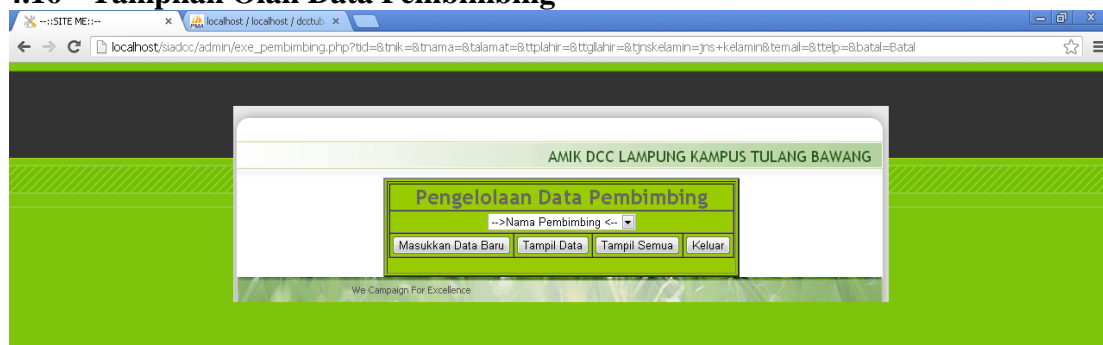 4.10 Tampilan Olah Data Pembimbing
--::SITE ME::--
localhost / localhost / dcctub
localhost/siadcc/admin/exe_pembimbing.php?tid=&tnik=&tnama=&talamat=&ttplahir=&ttgllahir=&tjnskelamin=jns+kelamin&temail=&ttelp=&batal=Batal
AMIK DCC LAMPUNG KAMPUS TULANG BAWANG
Pengelolaan Data Pembimbing
-->Nama Pembimbing <--
Masukkan Data Baru Tampil Data Tampil Semua Keluar
We Campaign For Excellence